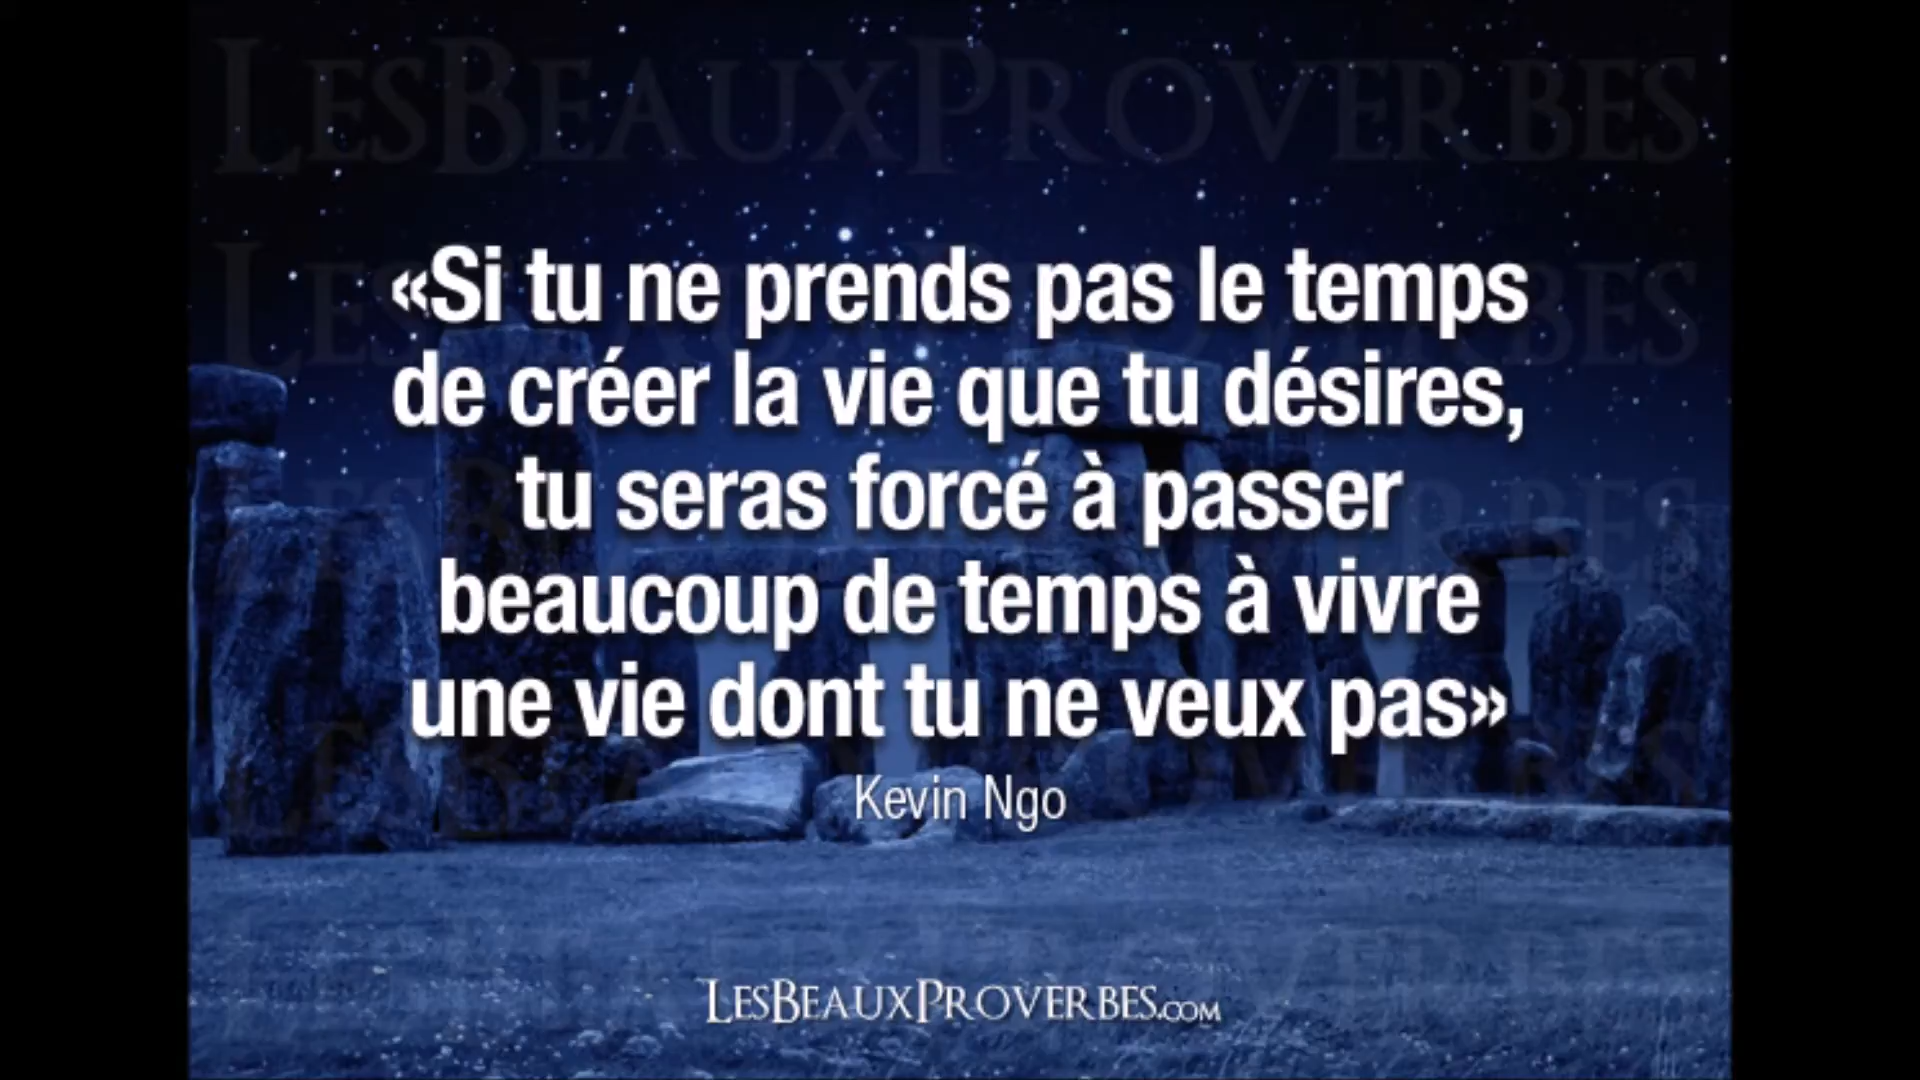 LESBEAUXPROVERBES
«Si tu ne prends pas le temps
de créer la vie que tu désires,
tu seras forcé à passer
beaucoup de temps à vivre
une vie dont tu ne veux pas»
Kevin Ngo
LESBEAUXPROVERBES.COM